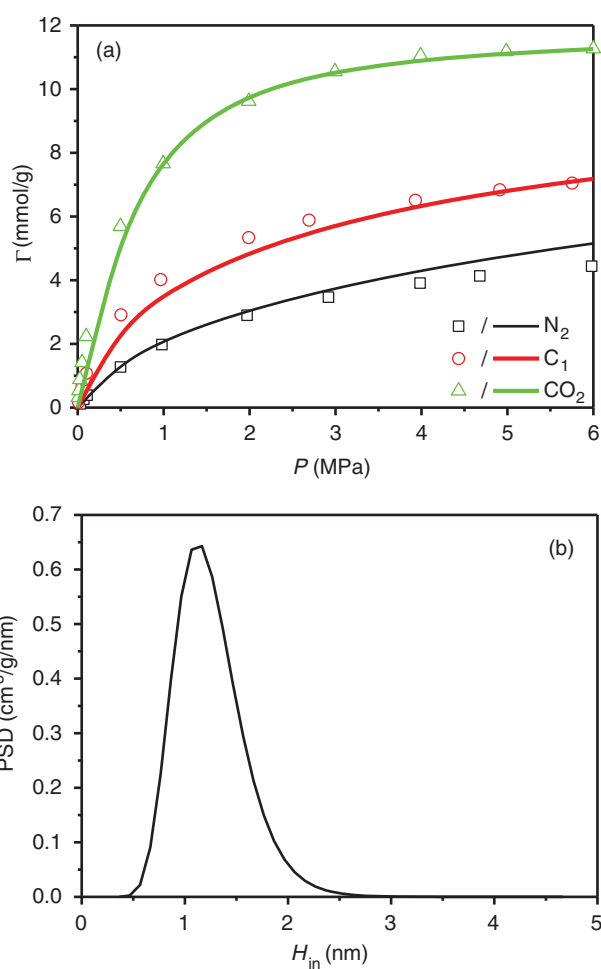 (a)
12
10
8
6
4
2
0
Γ (mmol/g)
/ N₂
/ C₁
/ CO₂
0 1 2 3 4 5 6
P (MPa)
(b)
0.7
0.6
0.5
0.4
0.3
0.2
0.1
0.0
PSD (cm³/g/nm)
0 1 2 3 4 5
H_in (nm)